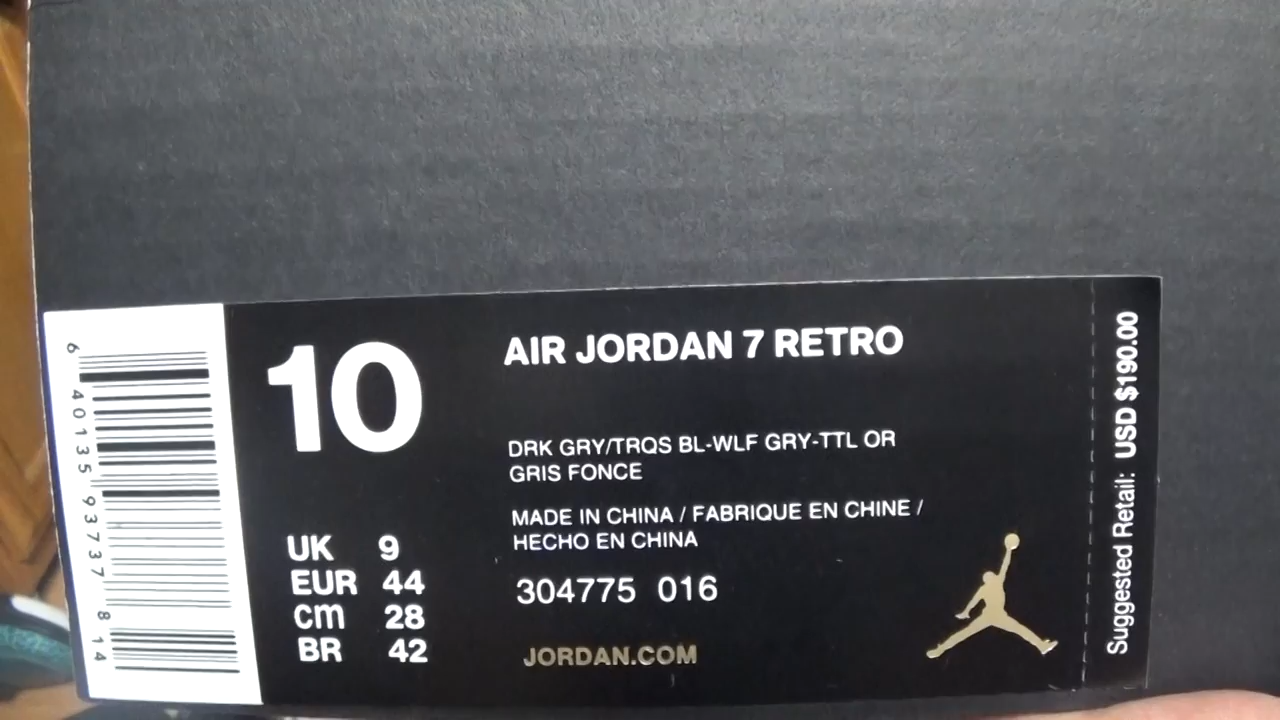 10
AIR JORDAN 7 RETRO
DRK GRY/TRQS BL-WLF GRY-TTL OR
GRIS FONCE
MADE IN CHINA / FABRIQUE EN CHINE /
HECHO EN CHINA
304775 016
JORDAN.COM
UK 9
EUR 44
cm 28
BR 42
6 40135 93737 8 14
Suggested Retail: USD $190.00